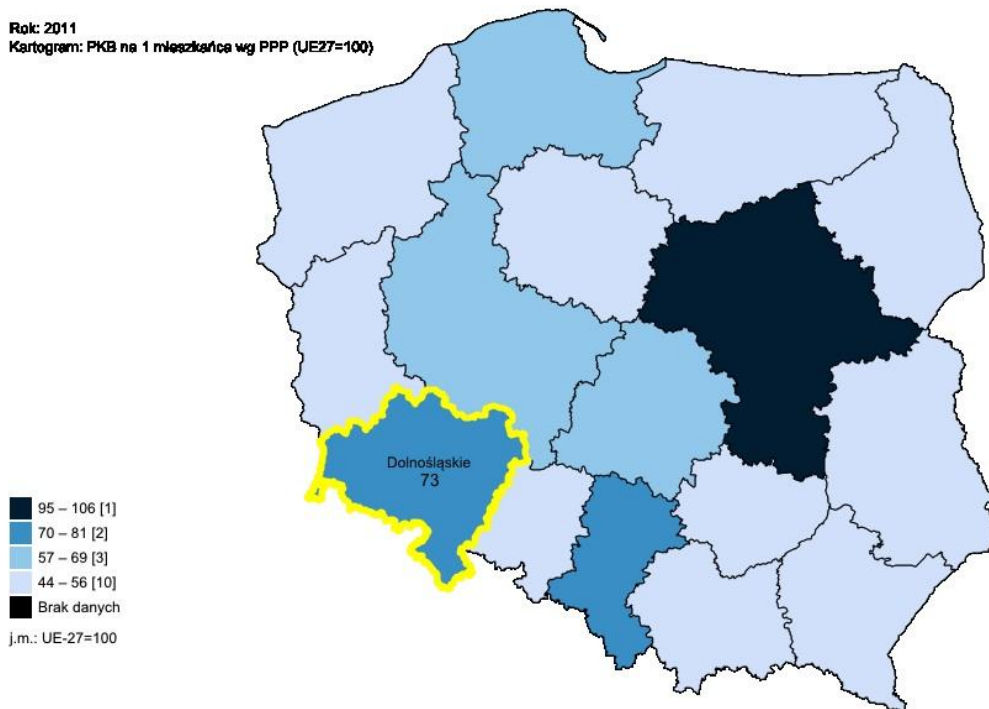 Rok: 2011
Kartogram: PKB na 1 mieszkańca wg PPP (UE27=100)
Dolnośląskie
73
95 – 106 [1]
70 – 81 [2]
57 – 69 [3]
44 – 56 [10]
Brak danych
j.m.: UE-27=100